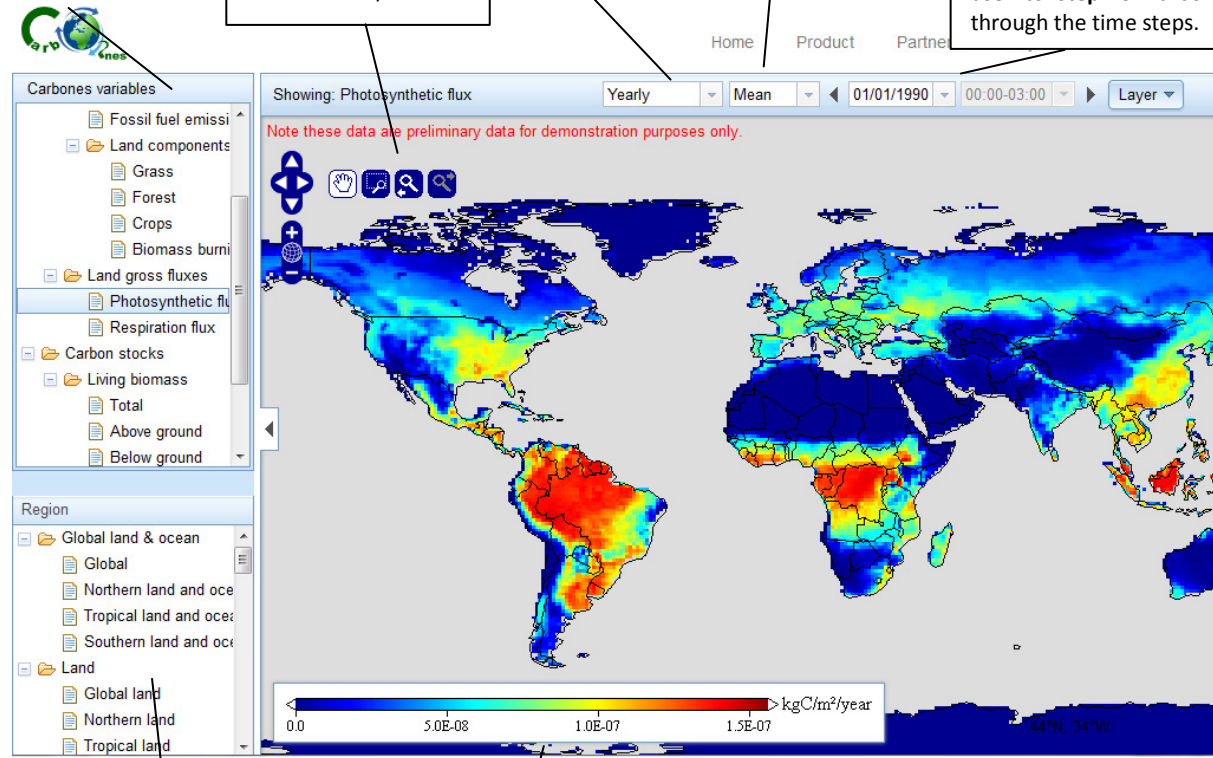 through the time steps.
Carb nes
Home Product Partne
Carbones variables
Fossil fuel emissi
Land components
Grass
Forest
Crops
Biomass burni
Land gross fluxes
Photosynthetic flu
Respiration flux
Carbon stocks
Living biomass
Total
Above ground
Below ground
Region
Global land & ocean
Global
Northern land and oce
Tropical land and ocea
Southern land and oce
Land
Global land
Northern land
Tropical land
Showing: Photosynthetic flux Yearly Mean 01/01/1990 00:00-03:00 Layer
Note these data are preliminary data for demonstration purposes only.
kgC/m²/year
0.0 5.0E-08 1.0E-07 1.5E-07
44°N, 34°W